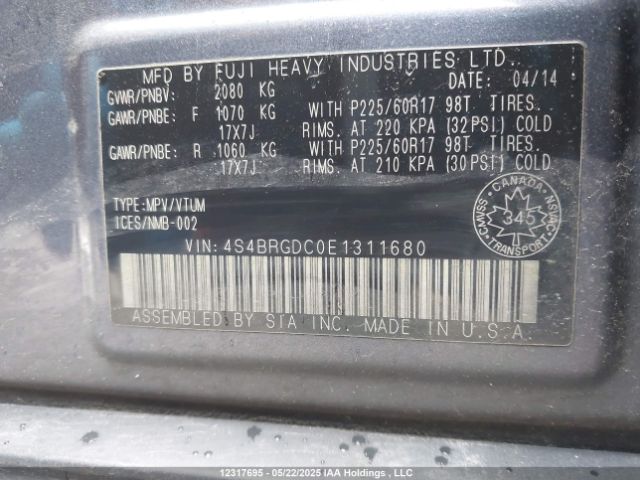 MFD BY FUJI HEAVY INDUSTRIES LTD.
DATE: 04/14
GVWR/PNBV: 2080 KG
GAWR/PNBE: F 1070 KG WITH P225/60R17 98T TIRES.
17X7J RIMS. AT 220 KPA (32PSI) COLD
GAWR/PNBE: R 1060 KG WITH P225/60R17 98T TIRES.
17X7J RIMS. AT 210 KPA (30PSI) COLD
TYPE:MPV/VTUM
ICES/NMB-002
CANADA
CMVSS
NSVAC
345
TRANSPORT
VIN: 4S4BRGDC0E1311680
ASSEMBLED BY SIA INC. MADE IN U.S.A.
12317695 - 05/22/2025 - IMPACT AUCTIONS, LLC